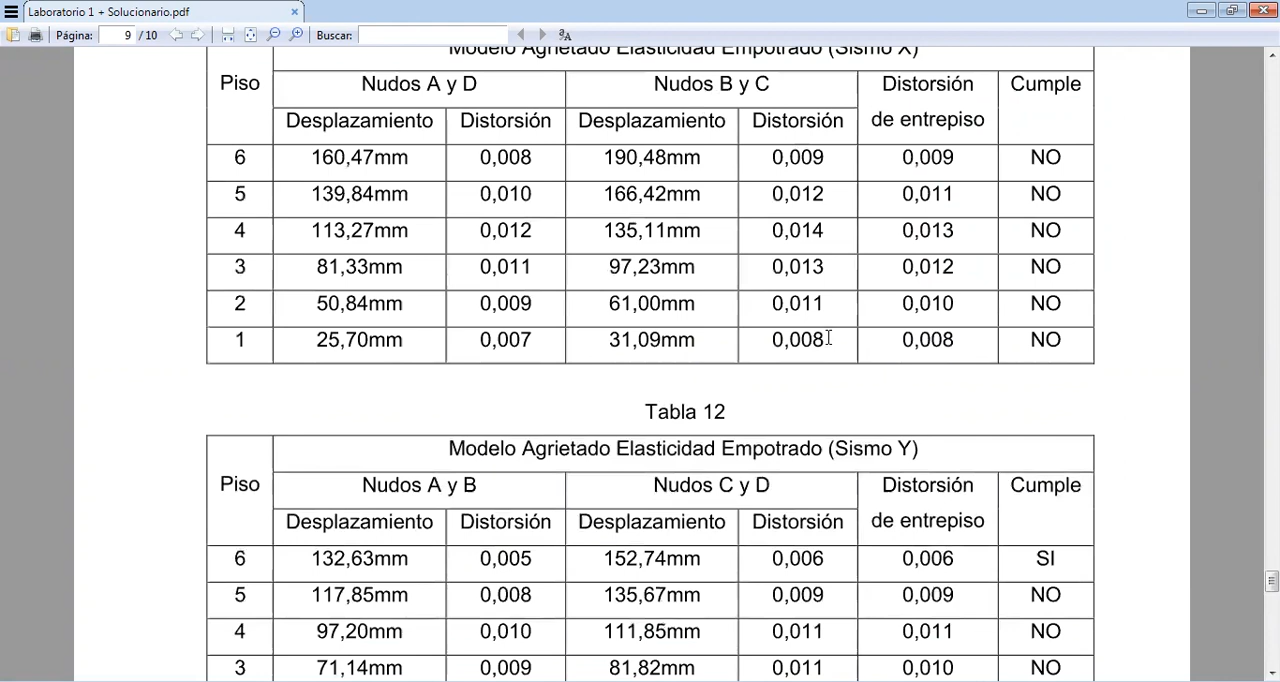 Laboratorio 1 + Solucionario.pdf
Página: 9 / 10 Buscar:
Modelo Agrietado Elasticidad Empotrado (Sismo X)
Piso Nudos A y D Nudos B y C Distorsión de entrepiso Cumple
Desplazamiento Distorsión Desplazamiento Distorsión
6 160,47mm 0,008 190,48mm 0,009 0,009 NO
5 139,84mm 0,010 166,42mm 0,012 0,011 NO
4 113,27mm 0,012 135,11mm 0,014 0,013 NO
3 81,33mm 0,011 97,23mm 0,013 0,012 NO
2 50,84mm 0,009 61,00mm 0,011 0,010 NO
1 25,70mm 0,007 31,09mm 0,008 0,008 NO
Tabla 12
Modelo Agrietado Elasticidad Empotrado (Sismo Y)
Piso Nudos A y B Nudos C y D Distorsión de entrepiso Cumple
Desplazamiento Distorsión Desplazamiento Distorsión
6 132,63mm 0,005 152,74mm 0,006 0,006 SI
5 117,85mm 0,008 135,67mm 0,009 0,009 NO
4 97,20mm 0,010 111,85mm 0,011 0,011 NO
3 71,14mm 0,009 81,82mm 0,011 0,010 NO